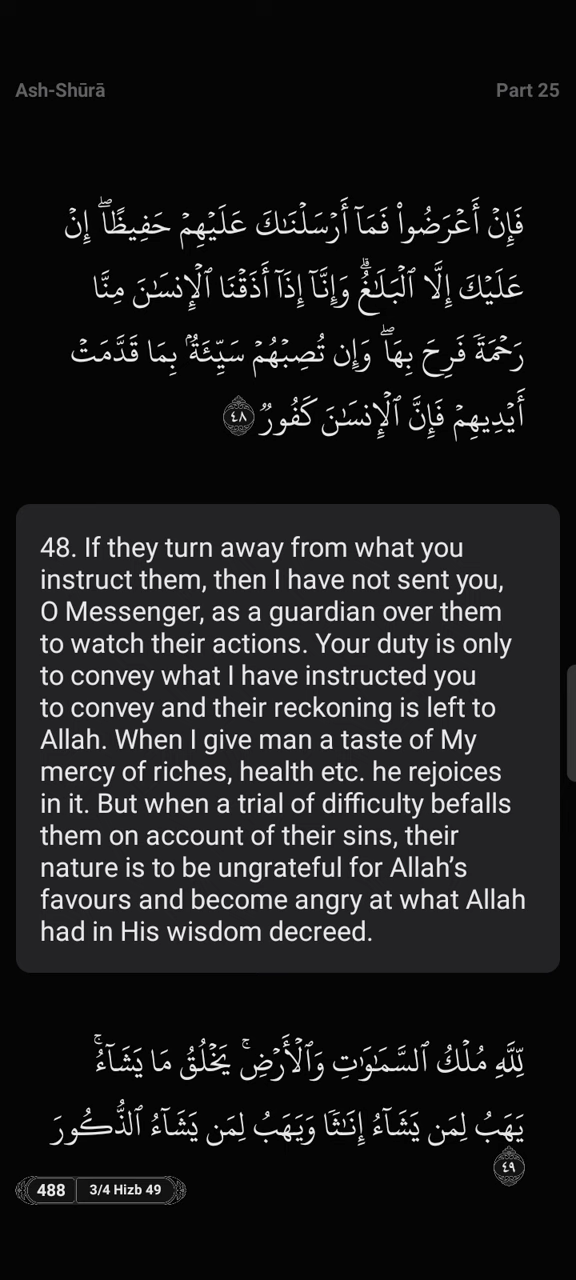 Ash-Shūrā
Part 25
فَإِنۡ أَعۡرَضُواْ فَمَآ أَرۡسَلۡنَٰكَ عَلَيۡهِمۡ حَفِيظًاۖ إِنۡ
عَلَيۡكَ إِلَّا ٱلۡبَلَٰغُۗ وَإِنَّآ إِذَآ أَذَقۡنَا ٱلۡإِنسَٰنَ مِنَّا
رَحۡمَةٗ فَرِحَ بِهَاۖ وَإِن تُصِبۡهُمۡ سَيِّئَةُۢ بِمَا قَدَّمَتۡ
أَيۡدِيهِمۡ فَإِنَّ ٱلۡإِنسَٰنَ كَفُورٞ ٤٨
48. If they turn away from what you
instruct them, then I have not sent you,
O Messenger, as a guardian over them
to watch their actions. Your duty is only
to convey what I have instructed you
to convey and their reckoning is left to
Allah. When I give man a taste of My
mercy of riches, health etc. he rejoices
in it. But when a trial of difficulty befalls
them on account of their sins, their
nature is to be ungrateful for Allah’s
favours and become angry at what Allah
had in His wisdom decreed.
لِّلَّهِ مُلۡكُ ٱلسَّمَٰوَٰتِ وَٱلۡأَرۡضِۚ يَخۡلُقُ مَا يَشَآءُۚ
يَهَبُ لِمَن يَشَآءُ إِنَٰثٗا وَيَهَبُ لِمَن يَشَآءُ ٱلذُّكُورَ
٤٩
488
3/4 Hizb 49